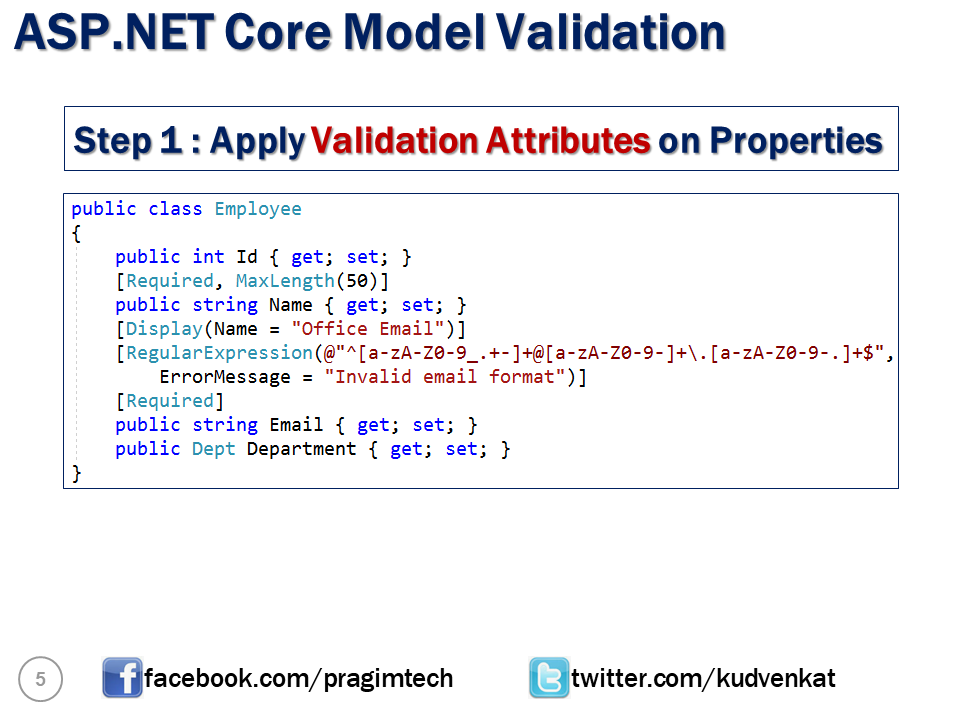 ASP.NET Core Model Validation
Step 1 : Apply Validation Attributes on Properties
public class Employee
{
    public int Id { get; set; }
    [Required, MaxLength(50)]
    public string Name { get; set; }
    [Display(Name = "Office Email")]
    [RegularExpression(@"^[a-zA-Z0-9_.+-]+@[a-zA-Z0-9-]+\.[a-zA-Z0-9-.]+$",
        ErrorMessage = "Invalid email format")]
    [Required]
    public string Email { get; set; }
    public Dept Department { get; set; }
}
5 facebook.com/pragimtech twitter.com/kudvenkat